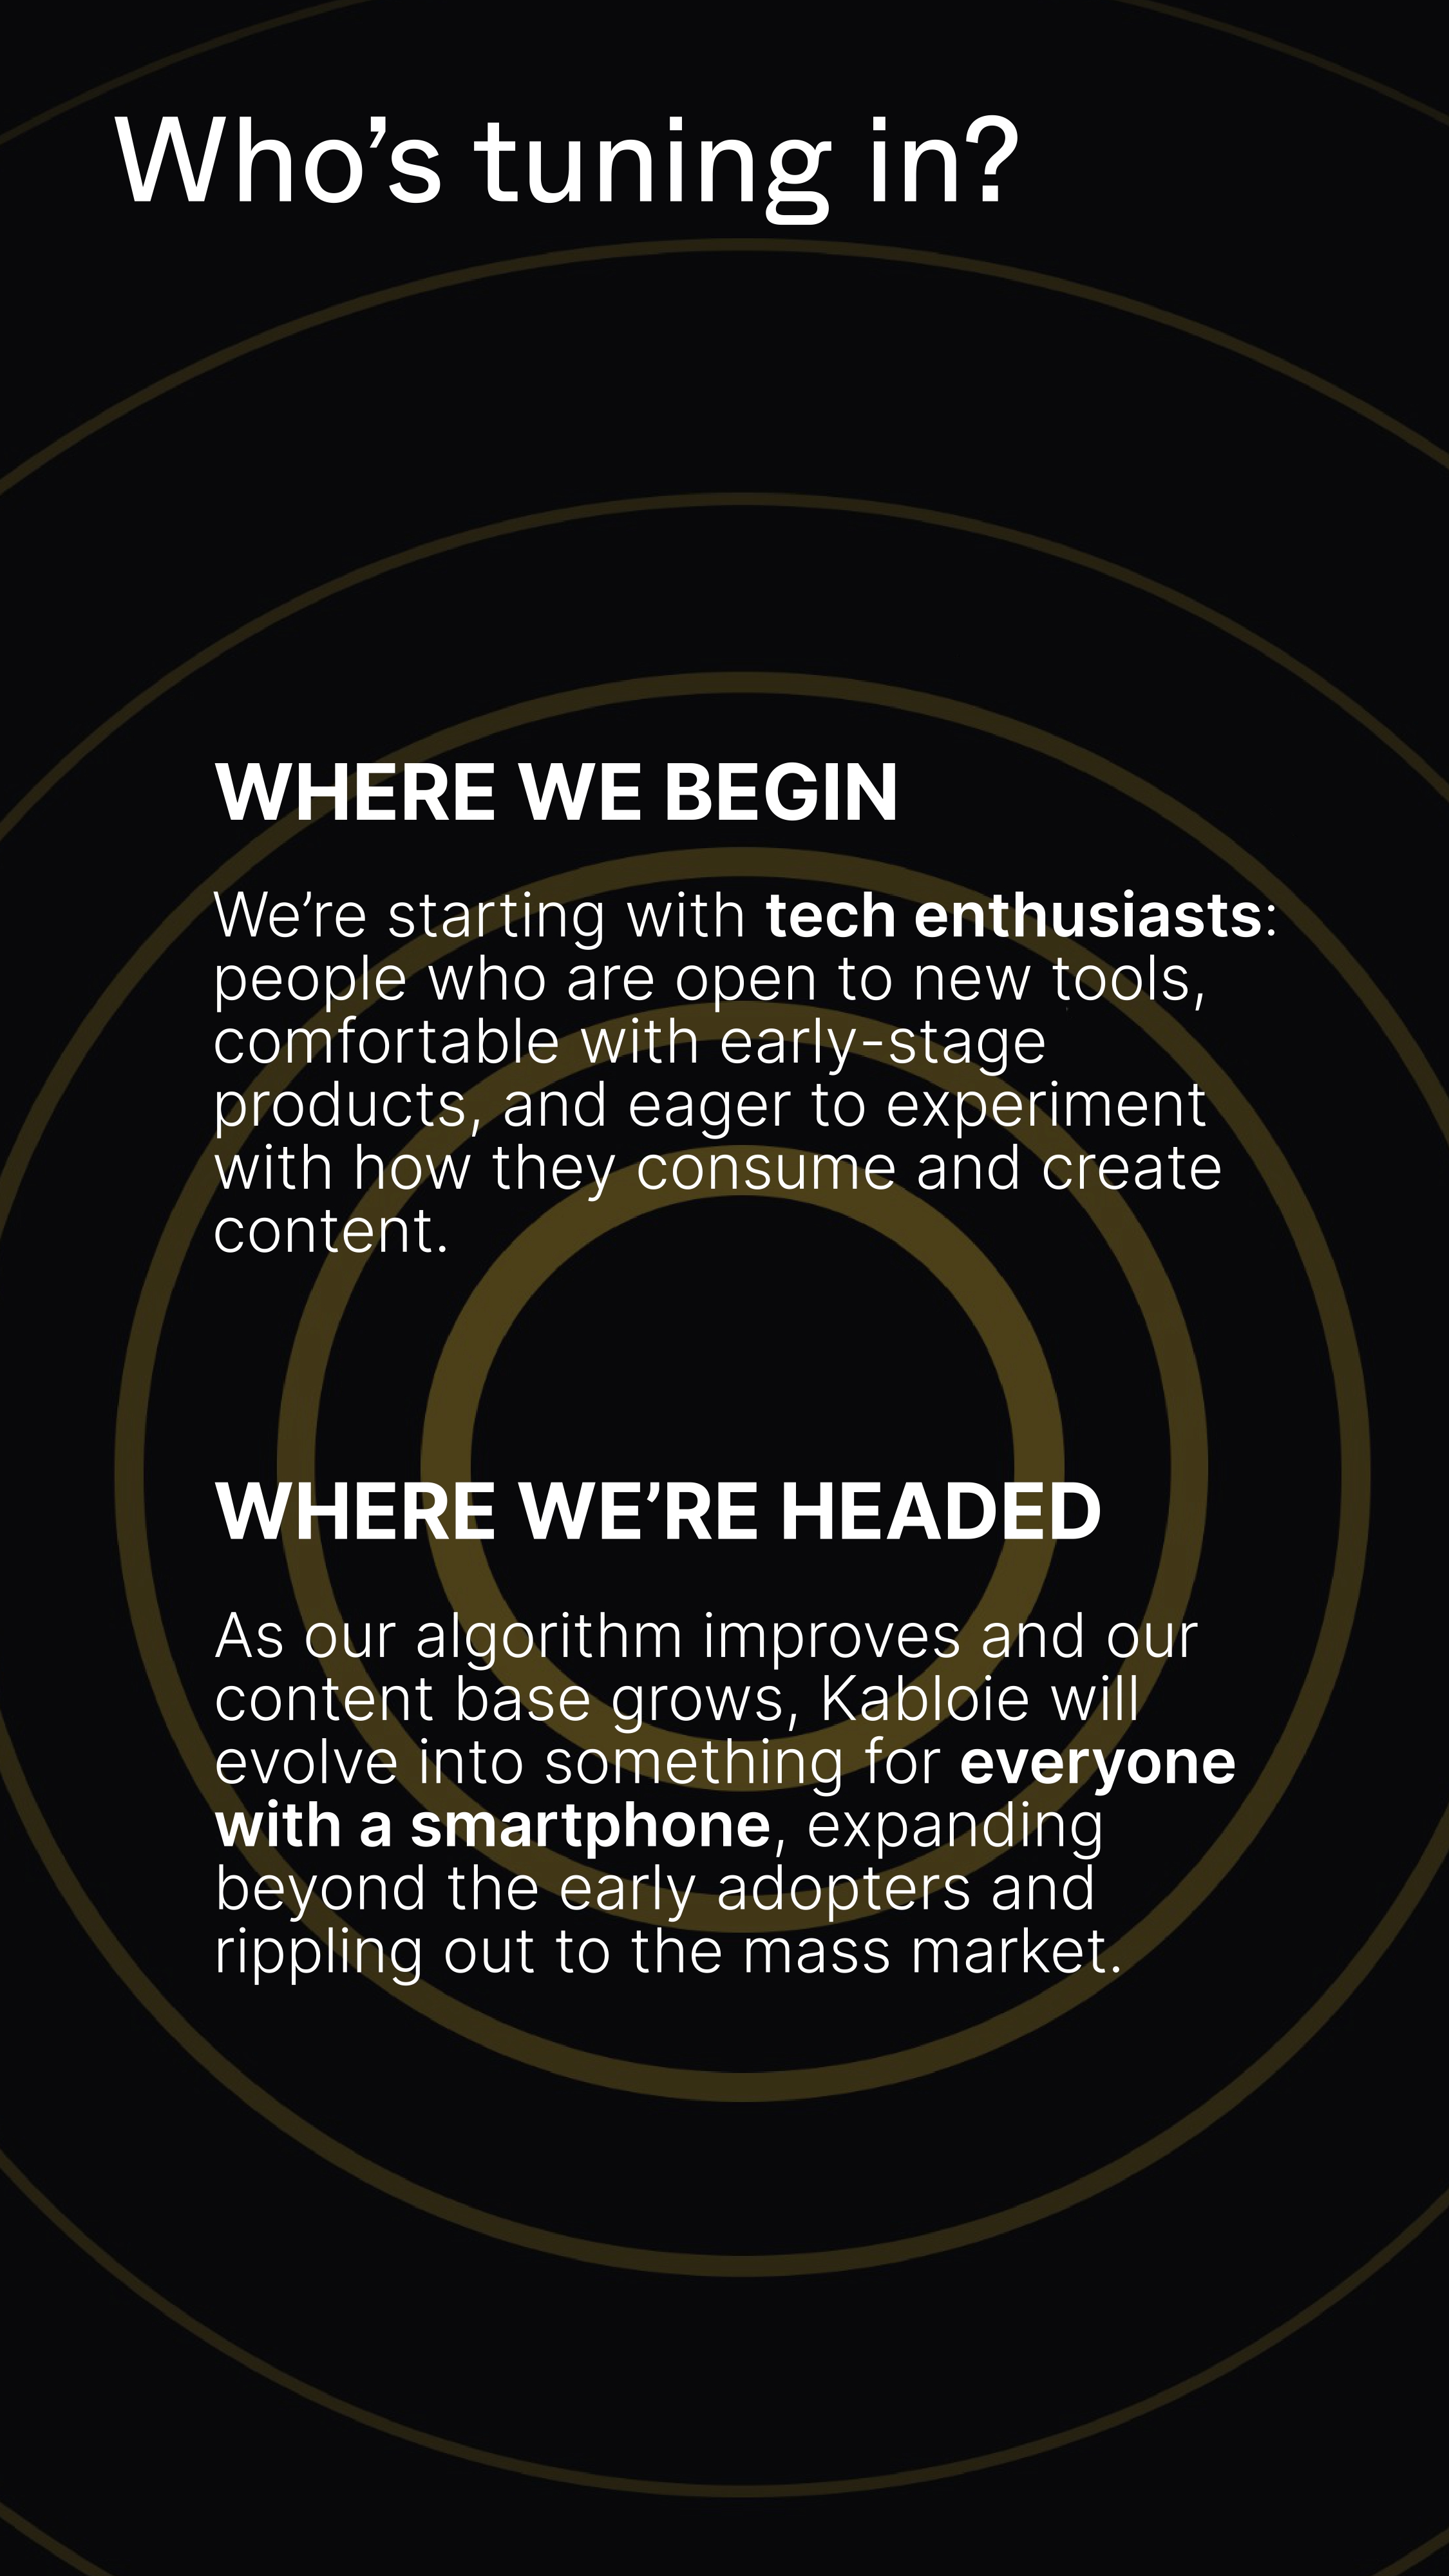 Who’s tuning in?
WHERE WE BEGIN
We’re starting with tech enthusiasts:
people who are open to new tools,
comfortable with early-stage
products, and eager to experiment
with how they consume and create
content.
WHERE WE’RE HEADED
As our algorithm improves and our
content base grows, Kabloie will
evolve into something for everyone
with a smartphone, expanding
beyond the early adopters and
rippling out to the mass market.